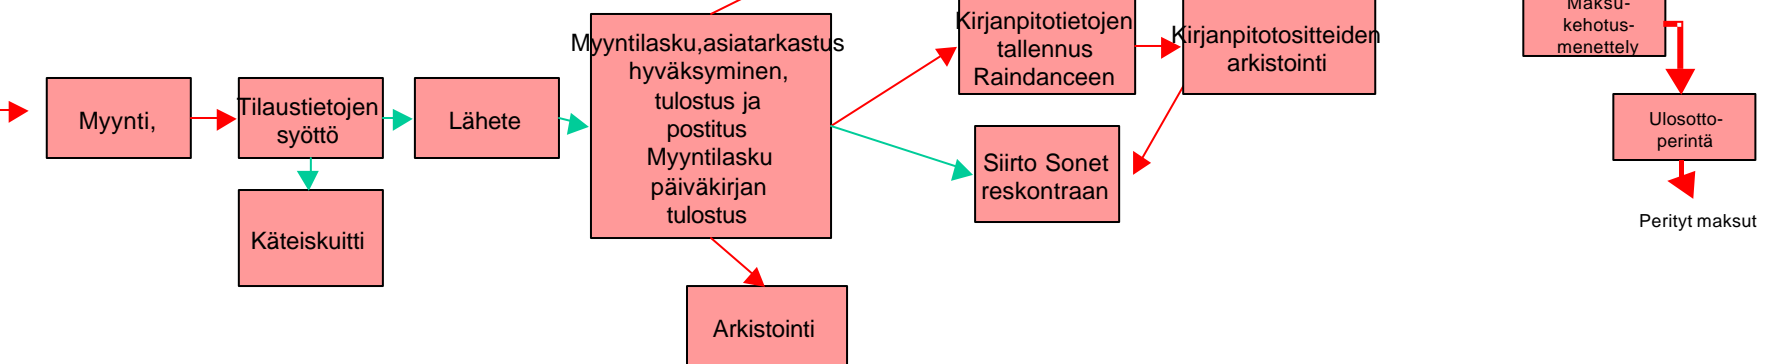 Myynti,
Tilaustietojen
syöttö
Käteiskuitti
Lähete
Myyntilasku,asiatarkastus
hyväksyminen,
tulostus ja
postitus
Myyntilasku
päiväkirjan
tulostus
Arkistointi
Kirjanpitotietojen
tallennus
Raindanceen
Kirjanpitotositteiden
arkistointi
Siirto Sonet
reskontraan
Maksu-
kehotus-
menettely
Ulosotto-
perintä
Perityt maksut